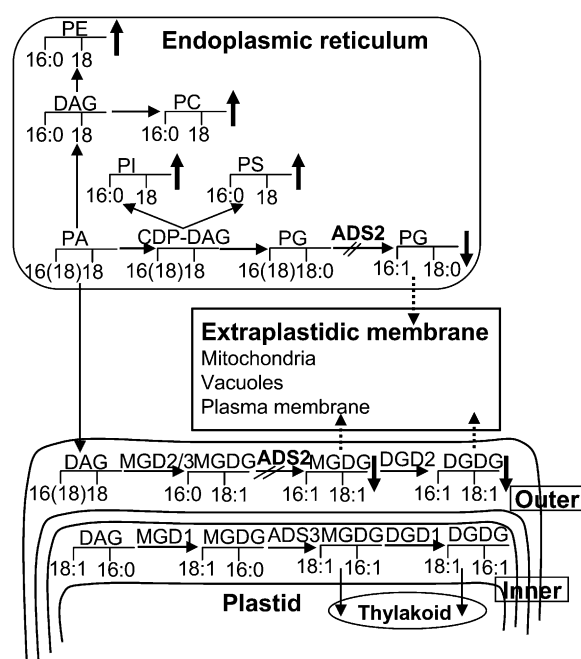 PE
Endoplasmic reticulum
16:0 18
DAG PC
16:0 18 16:0 18
PI PS
16:0 18 16:0 18
PA CDP-DAG PG ADS2 PG
16(18)18 16(18)18 16(18)18:0 16:1 18:0
Extraplastidic membrane
Mitochondria
Vacuoles
Plasma membrane
DAG MGD2/3 MGDG ADS2 MGDG DGD2 DGDG
16(18)18 16:0 18:1 16:1 18:1 16:1 18:1
Outer
DAG MGD1 MGDG ADS3 MGDG DGD1 DGDG
18:1 16:0 18:1 16:0 18:1 16:1 18:1 16:1
Inner
Plastid
Thylakoid